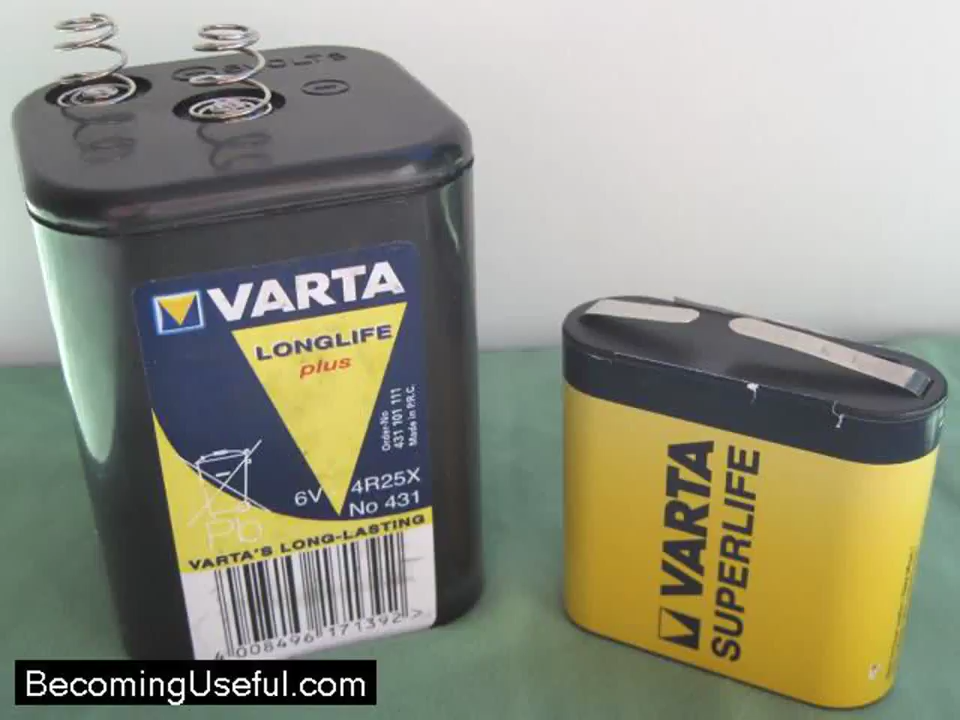 6VOLTS
VARTA
LONGLIFE
plus
Order-No
431 101 111
Made in P.R.C.
6V 4R25X
No 431
Pb
VARTA'S LONG-LASTING
4 008496 171392 >
VARTA
SUPERLIFE
BecomingUseful.com